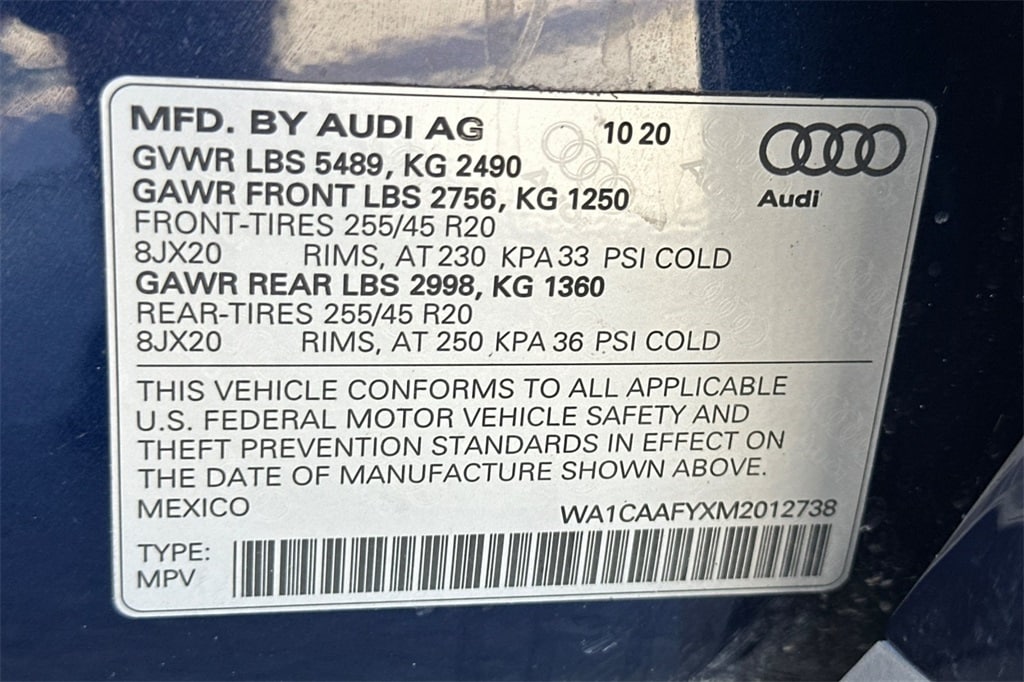 MFD. BY AUDI AG 10 20
GVWR LBS 5489, KG 2490
GAWR FRONT LBS 2756, KG 1250
Audi
FRONT-TIRES 255/45 R20
8JX20 RIMS, AT 230 KPA 33 PSI COLD
GAWR REAR LBS 2998, KG 1360
REAR-TIRES 255/45 R20
8JX20 RIMS, AT 250 KPA 36 PSI COLD
THIS VEHICLE CONFORMS TO ALL APPLICABLE
U.S. FEDERAL MOTOR VEHICLE SAFETY AND
THEFT PREVENTION STANDARDS IN EFFECT ON
THE DATE OF MANUFACTURE SHOWN ABOVE.
MEXICO WA1CAAFYXM2012738
TYPE:
MPV